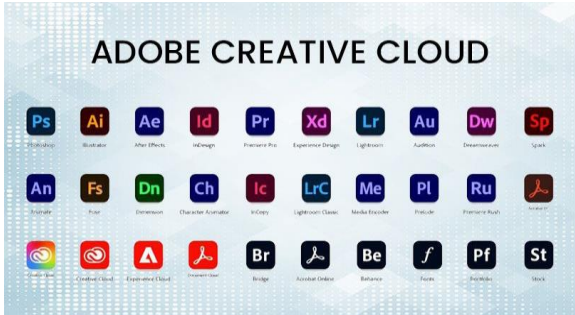 ADOBE CREATIVE CLOUD
Ps Ai Ae Id Pr Xd Lr Au Dw Sp
Photoshop Illustrator After Effects InDesign Premiere Pro Experience Design Lightroom Audition Dreamweaver Spark
An Fs Dn Ch Ic LrC Me Pl Ru
Animate Fuse Dimension Character Animator InCopy Lightroom Classic Media Encoder Prelude Premiere Rush
Br Be f Pf St
Creative Cloud Creative Cloud Experience Cloud Bridge Acrobat Online Behance Fonts Portfolio Stock